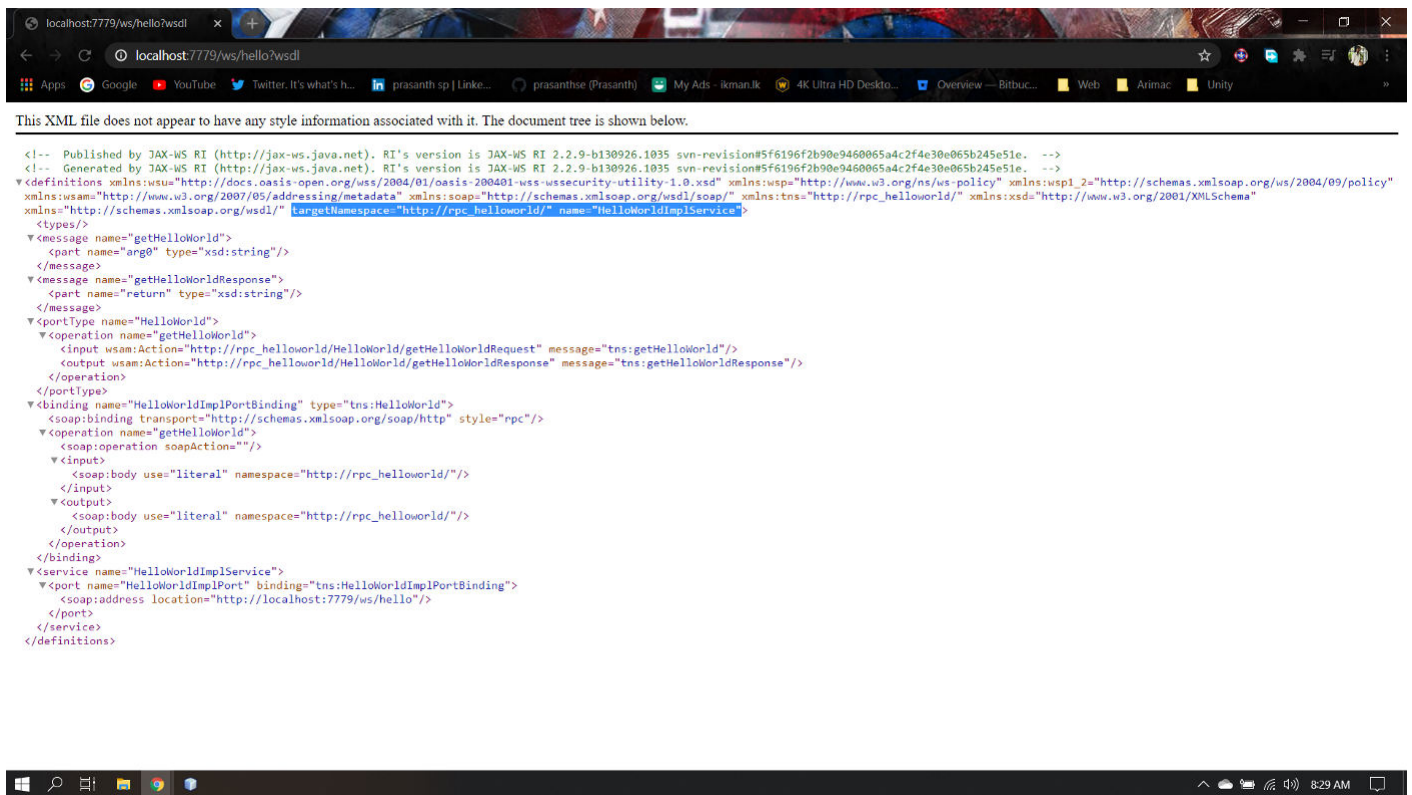 localhost:7779/ws/hello?wsdl
localhost:7779/ws/hello?wsdl
Apps Google YouTube Twitter. It's what's h... prasanth sp | Linke... prasanthse (Prasanth) My Ads - ikman.lk 4K Ultra HD Deskto... Overview — Bitbuc... Web Arimac Unity »
This XML file does not appear to have any style information associated with it. The document tree is shown below.
<!-- Published by JAX-WS RI (http://jax-ws.java.net). RI's version is JAX-WS RI 2.2.9-b130926.1035 svn-revision#5f6196f2b90e9460065a4c2f4e30e065b245e51e. -->
<!-- Generated by JAX-WS RI (http://jax-ws.java.net). RI's version is JAX-WS RI 2.2.9-b130926.1035 svn-revision#5f6196f2b90e9460065a4c2f4e30e065b245e51e. -->
▼<definitions xmlns:wsu="http://docs.oasis-open.org/wss/2004/01/oasis-200401-wss-wssecurity-utility-1.0.xsd" xmlns:wsp="http://www.w3.org/ns/ws-policy" xmlns:wsp1_2="http://schemas.xmlsoap.org/ws/2004/09/policy"
xmlns:wsam="http://www.w3.org/2007/05/addressing/metadata" xmlns:soap="http://schemas.xmlsoap.org/wsdl/soap/" xmlns:tns="http://rpc_helloworld/" xmlns:xsd="http://www.w3.org/2001/XMLSchema"
xmlns="http://schemas.xmlsoap.org/wsdl/" targetNamespace="http://rpc_helloworld/" name="HelloWorldImplService">
<types/>
▼<message name="getHelloWorld">
<part name="arg0" type="xsd:string"/>
</message>
▼<message name="getHelloWorldResponse">
<part name="return" type="xsd:string"/>
</message>
▼<portType name="HelloWorld">
▼<operation name="getHelloWorld">
<input wsam:Action="http://rpc_helloworld/HelloWorld/getHelloWorldRequest" message="tns:getHelloWorld"/>
<output wsam:Action="http://rpc_helloworld/HelloWorld/getHelloWorldResponse" message="tns:getHelloWorldResponse"/>
</operation>
</portType>
▼<binding name="HelloWorldImplPortBinding" type="tns:HelloWorld">
<soap:binding transport="http://schemas.xmlsoap.org/soap/http" style="rpc"/>
▼<operation name="getHelloWorld">
<soap:operation soapAction=""/>
▼<input>
<soap:body use="literal" namespace="http://rpc_helloworld/"/>
</input>
▼<output>
<soap:body use="literal" namespace="http://rpc_helloworld/"/>
</output>
</operation>
</binding>
▼<service name="HelloWorldImplService">
▼<port name="HelloWorldImplPort" binding="tns:HelloWorldImplPortBinding">
<soap:address location="http://localhost:7779/ws/hello"/>
</port>
</service>
</definitions>
8:29 AM